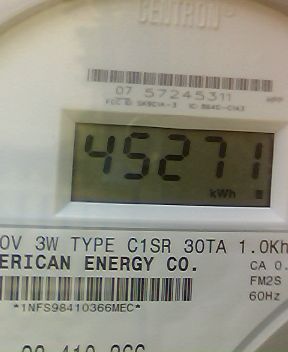 CENTRON
07 57245311
45271
kWh
0V 3W TYPE C1SR 30TA 1.0Kh
ERICAN ENERGY CO.
CA 0.
FM2S
60Hz
*1NFS98410366MEC*